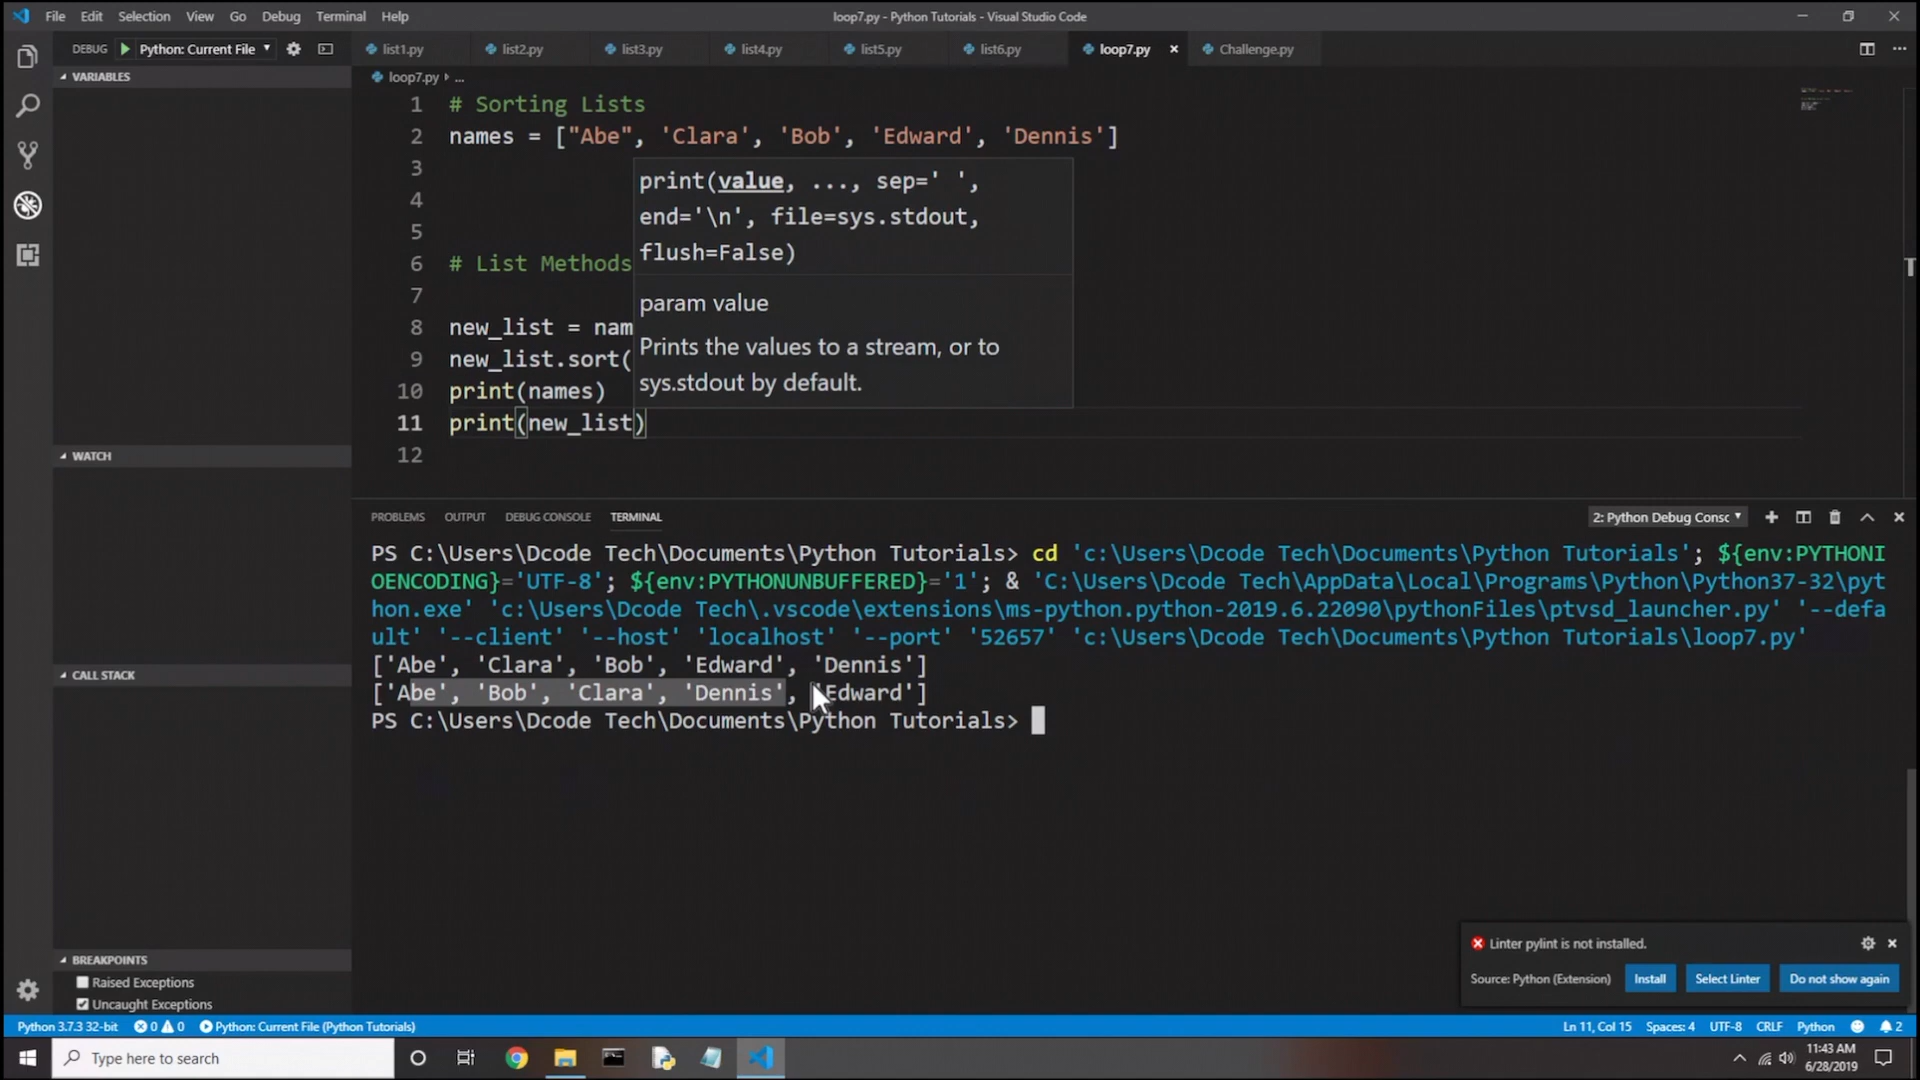 File Edit Selection View Go Debug Terminal Help
loop7.py - Python Tutorials - Visual Studio Code
DEBUG Python: Current File
list1.py list2.py list3.py list4.py list5.py list6.py loop7.py Challenge.py
VARIABLES
loop7.py ...
1 # Sorting Lists
2 names = ["Abe", 'Clara', 'Bob', 'Edward', 'Dennis']
3
4
5
6 # List Methods
7
8 new_list = nam
9 new_list.sort(
10 print(names)
11 print(new_list)
12
print(value, ..., sep=' ',
end='\n', file=sys.stdout,
flush=False)
param value
Prints the values to a stream, or to
sys.stdout by default.
WATCH
CALL STACK
BREAKPOINTS
Raised Exceptions
Uncaught Exceptions
PROBLEMS OUTPUT DEBUG CONSOLE TERMINAL
2: Python Debug Consc
PS C:\Users\Dcode Tech\Documents\Python Tutorials> cd 'c:\Users\Dcode Tech\Documents\Python Tutorials'; ${env:PYTHONI
OENCODING}='UTF-8'; ${env:PYTHONUNBUFFERED}='1'; & 'C:\Users\Dcode Tech\AppData\Local\Programs\Python\Python37-32\pyt
hon.exe' 'c:\Users\Dcode Tech\.vscode\extensions\ms-python.python-2019.6.22090\pythonFiles\ptvsd_launcher.py' '--defa
ult' '--client' '--host' 'localhost' '--port' '52657' 'c:\Users\Dcode Tech\Documents\Python Tutorials\loop7.py'
['Abe', 'Clara', 'Bob', 'Edward', 'Dennis']
['Abe', 'Bob', 'Clara', 'Dennis', 'Edward']
PS C:\Users\Dcode Tech\Documents\Python Tutorials>
Linter pylint is not installed.
Source: Python (Extension) Install Select Linter Do not show again
Python 3.7.3 32-bit 0 0 Python: Current File (Python Tutorials)
Ln 11, Col 15 Spaces: 4 UTF-8 CRLF Python 2
Type here to search
11:43 AM
6/28/2019